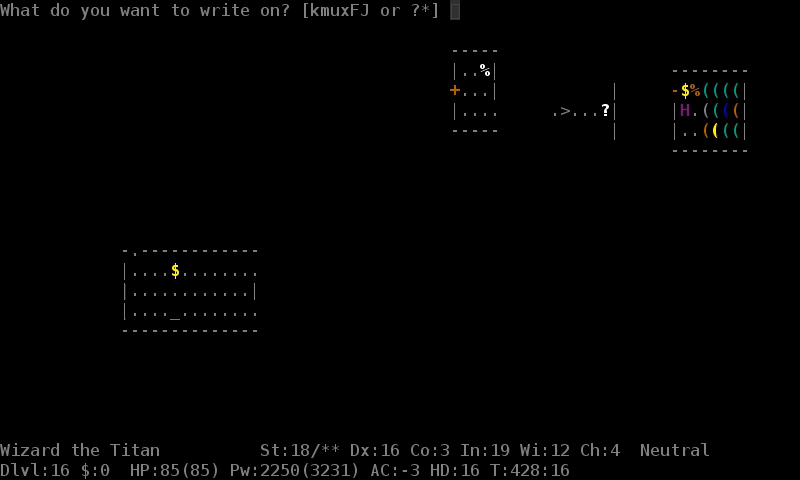 What do you want to write on? [kmuxFJ or ?*]
-----
|..%| --------
+...| | -$%((((|
|.... .>...?| |H.(((((|
----- | |..((((|
--------
-.-----------
|....$.......
|...........|
|...._.......
-------------
Wizard the Titan St:18/** Dx:16 Co:3 In:19 Wi:12 Ch:4 Neutral
Dlvl:16 $:0 HP:85(85) Pw:2250(3231) AC:-3 HD:16 T:428:16